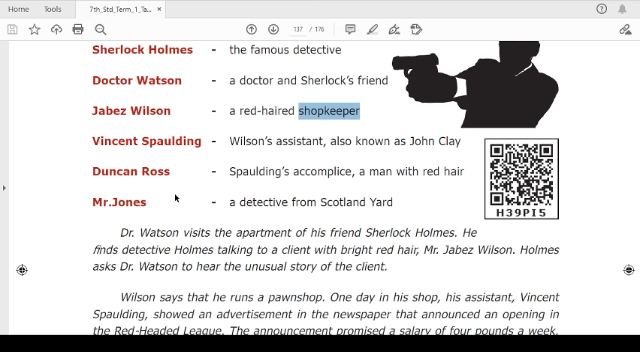 Home Tools 7th_Std_Term_1_Ta...
137 / 176
Sherlock Holmes - the famous detective
Doctor Watson - a doctor and Sherlock's friend
Jabez Wilson - a red-haired shopkeeper
Vincent Spaulding - Wilson's assistant, also known as John Clay
Duncan Ross - Spaulding's accomplice, a man with red hair
Mr.Jones - a detective from Scotland Yard
H39PI5
Dr. Watson visits the apartment of his friend Sherlock Holmes. He
finds detective Holmes talking to a client with bright red hair, Mr. Jabez Wilson. Holmes
asks Dr. Watson to hear the unusual story of the client.
Wilson says that he runs a pawnshop. One day in his shop, his assistant, Vincent
Spaulding, showed an advertisement in the newspaper that announced an opening in
the Red-Headed League. The announcement promised a salary of four pounds a week,